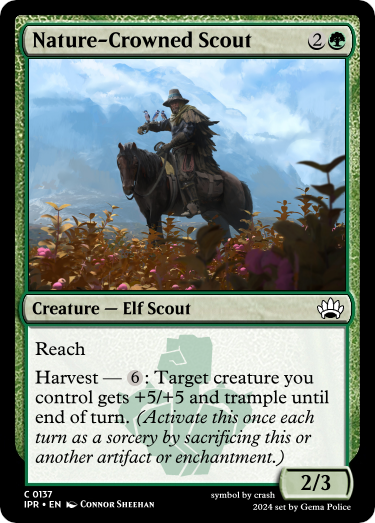 Nature-Crowned Scout 2
Creature — Elf Scout
Reach
Harvest — 6: Target creature you
control gets +5/+5 and trample until
end of turn. (Activate this once each
turn as a sorcery by sacrificing this or
another artifact or enchantment.)
2/3
C 0137
IPR • EN Connor Sheehan
symbol by crash
2024 set by Gema Police